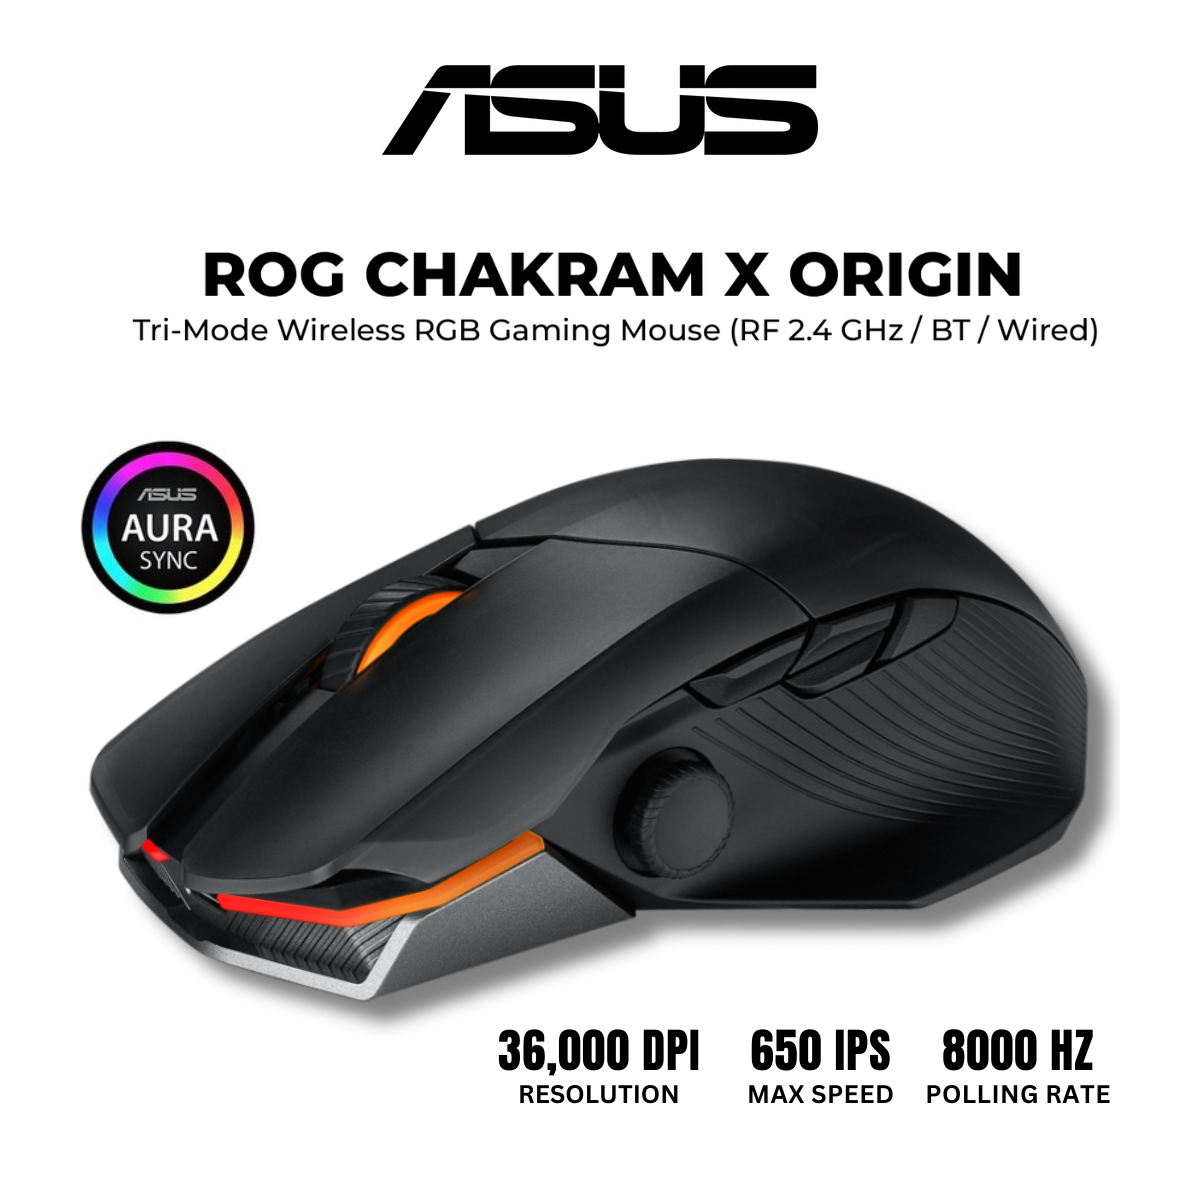 ASUS
ROG CHAKRAM X ORIGIN
Tri-Mode Wireless RGB Gaming Mouse (RF 2.4 GHz / BT / Wired)
ASUS
AURA
SYNC
36,000 DPI
RESOLUTION
650 IPS
MAX SPEED
8000 HZ
POLLING RATE